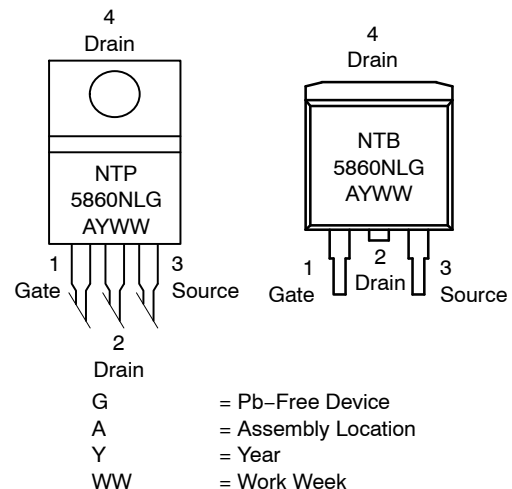 4
Drain
NTP
5860NLG
AYWW
1
Gate
3
Source
2
Drain
4
Drain
NTB
5860NLG
AYWW
1
Gate
2
Drain
3
Source
G = Pb−Free Device
A = Assembly Location
Y = Year
WW = Work Week